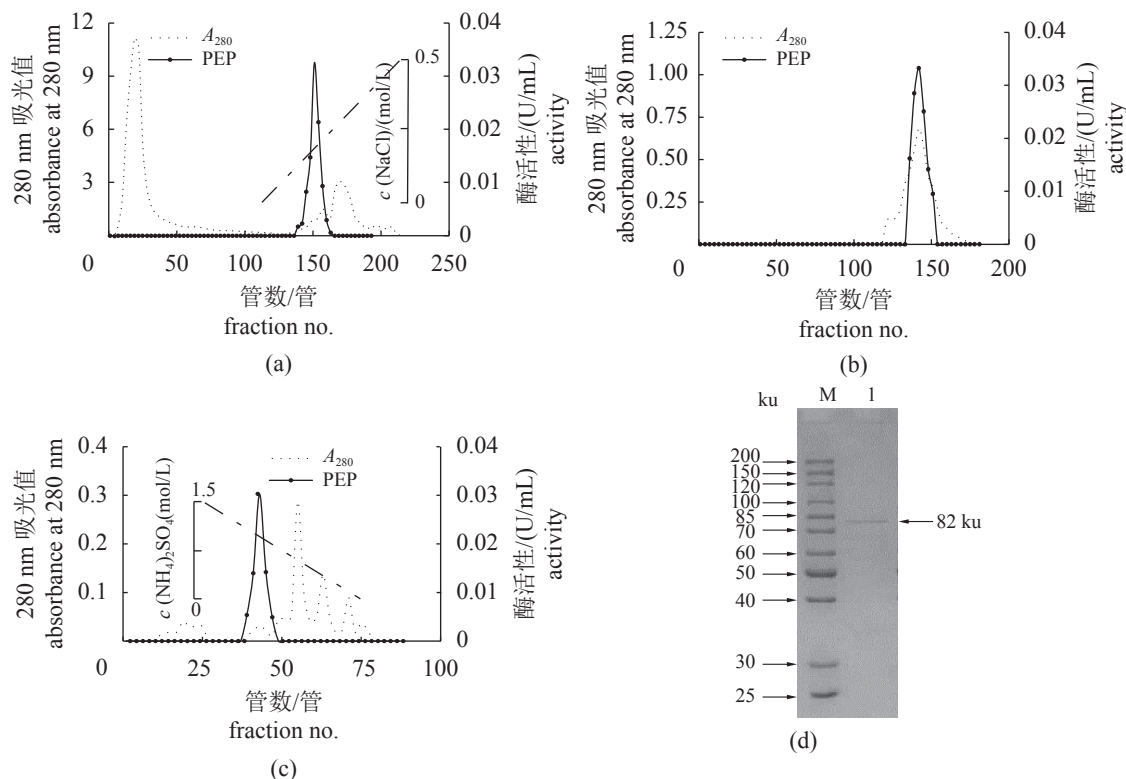 12
9
6
3
0
50
100
150
200
250
0.04
0.03
0.02
0.01
0
A₂₈₀
PEP
0.5
0
c (NaCl)/(mol/L)
280 nm 吸光值
absorbance at 280 nm
酶活性/(U/mL)
activity
管数/管
fraction no.
(a)
1.25
1.00
0.75
0.50
0.25
0
50
100
150
200
0.04
0.03
0.02
0.01
0
A₂₈₀
PEP
280 nm 吸光值
absorbance at 280 nm
酶活性/(U/mL)
activity
管数/管
fraction no.
(b)
0.4
0.3
0.2
0.1
0
25
50
75
100
0.04
0.03
0.02
0.01
0
A₂₈₀
PEP
1.5
0
c (NH₄)₂SO₄(mol/L)
280 nm 吸光值
absorbance at 280 nm
酶活性/(U/mL)
activity
管数/管
fraction no.
(c)
ku M 1
200
150
120
100
85
70
60
50
40
30
25
82 ku
(d)